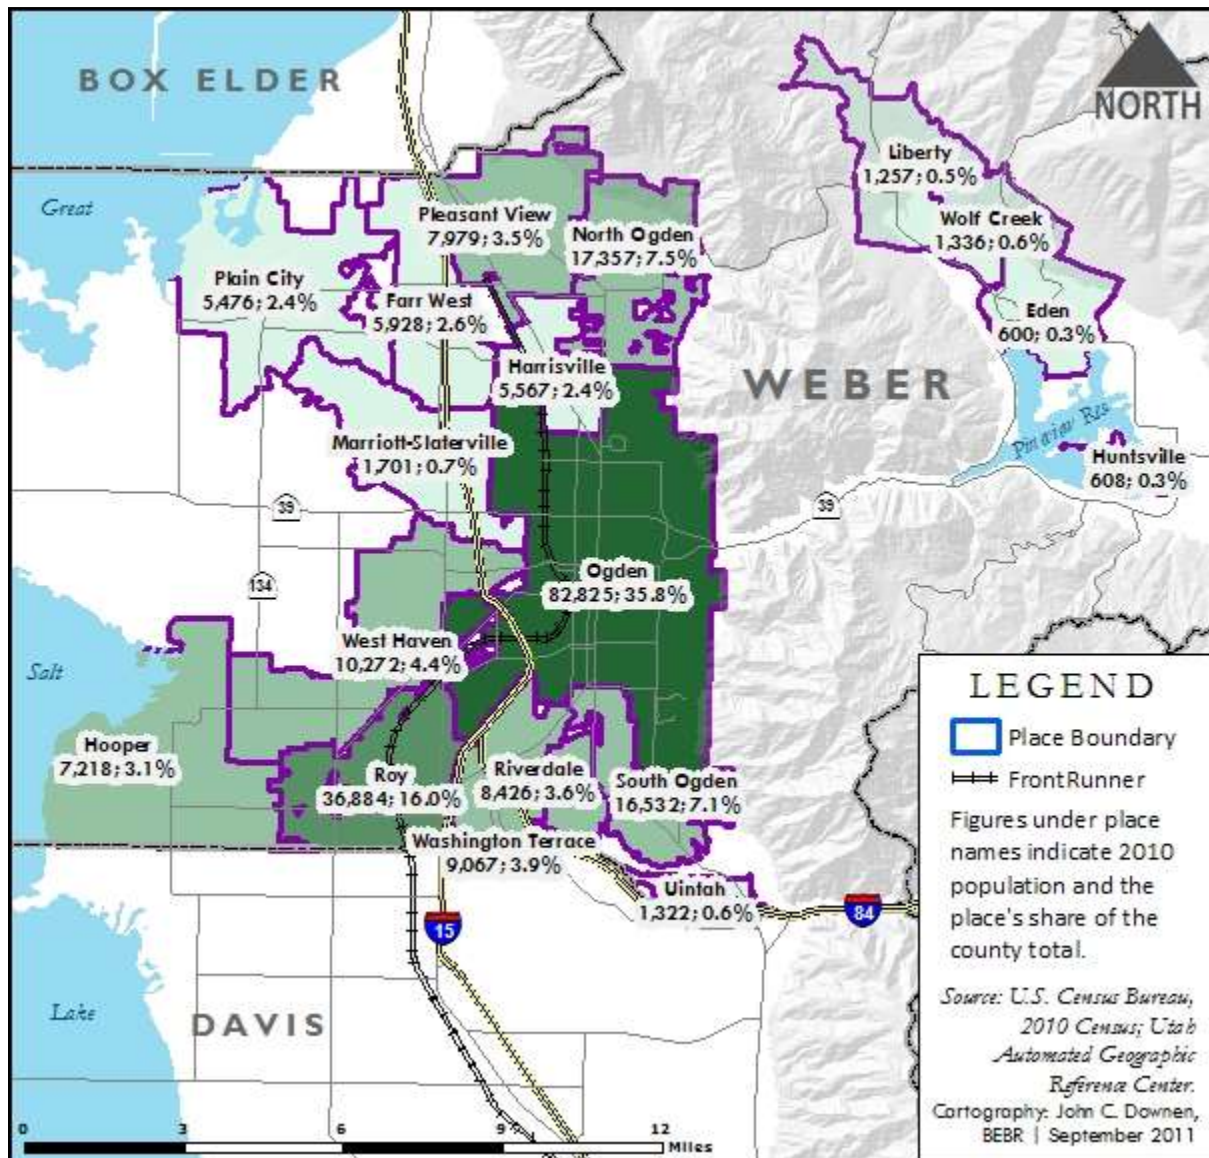 BOX ELDER
NORTH
Great
Liberty
1,257; 0.5%
Pleasant View
7,979; 3.5%
North Ogden
17,357; 7.5%
Wolf Creek
1,336; 0.6%
Plain City
5,476; 2.4%
Farr West
5,928; 2.6%
Eden
600; 0.3%
Harrisville
5,567; 2.4%
WEBER
Pineview Res
Marriott-Slaterville
1,701; 0.7%
Huntsville
608; 0.3%
39
39
134
Ogden
82,825; 35.8%
West Haven
10,272; 4.4%
Salt
Hooper
7,218; 3.1%
Roy
36,884; 16.0%
Riverdale
8,426; 3.6%
South Ogden
16,532; 7.1%
Washington Terrace
9,067; 3.9%
Uintah
1,322; 0.6%
15
84
Lake
DAVIS
LEGEND
Place Boundary
FrontRunner
Figures under place
names indicate 2010
population and the
place's share of the
county total.
Source: U.S. Census Bureau,
2010 Census; Utah
Automated Geographic
Reference Center.
Cartography: John C. Downen,
BEBR | September 2011
0 3 6 9 12
Miles